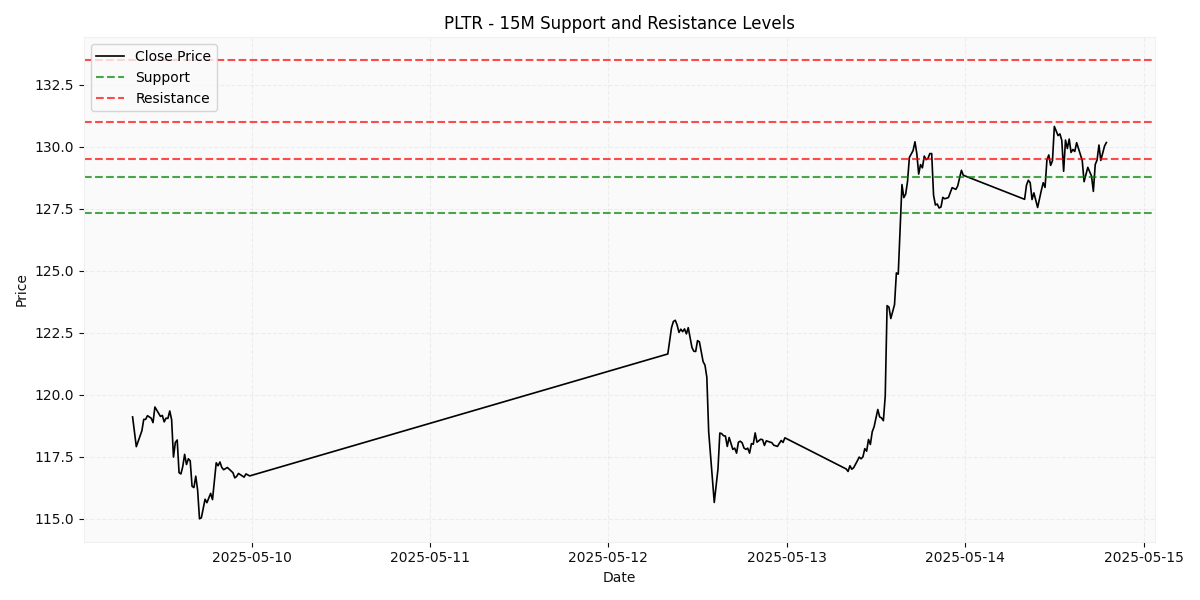 PLTR - 15M Support and Resistance Levels
Close Price
Support
Resistance
Price
132.5
130.0
127.5
125.0
122.5
120.0
117.5
115.0
2025-05-10
2025-05-11
2025-05-12
2025-05-13
2025-05-14
2025-05-15
Date